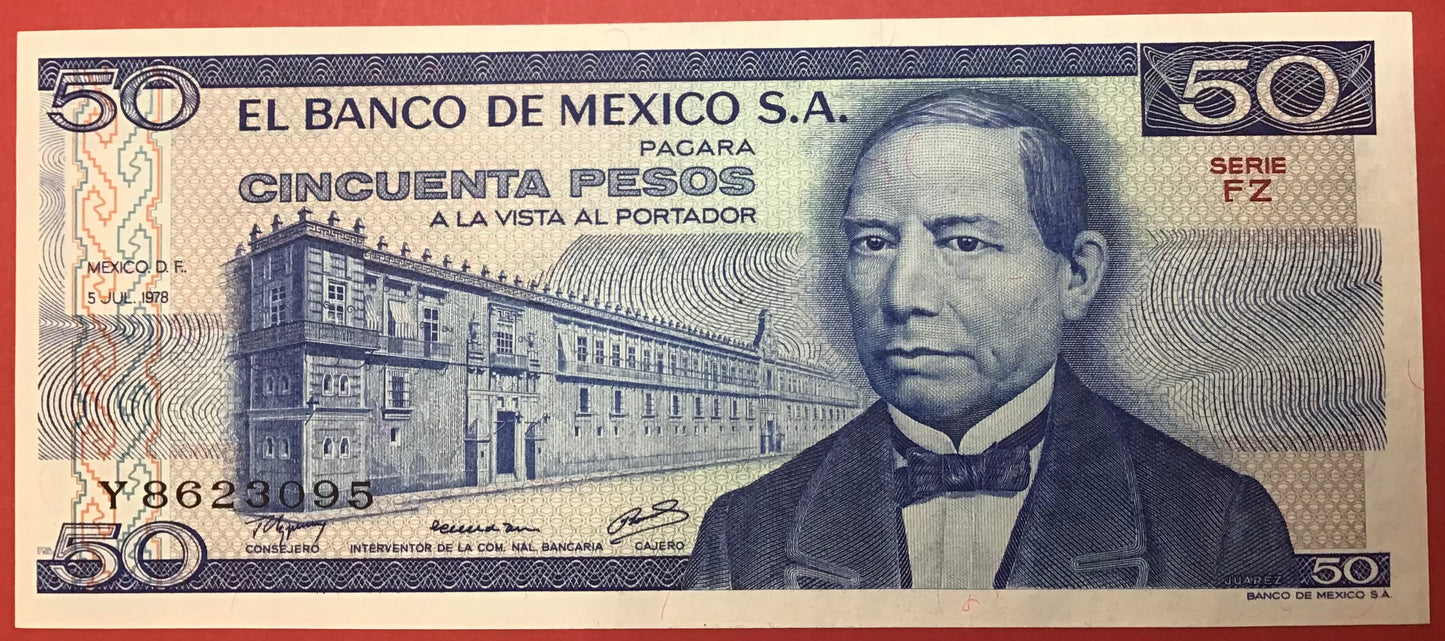 50
50
EL BANCO DE MEXICO S.A.
PAGARA
SERIE
FZ
CINCUENTA PESOS
A LA VISTA AL PORTADOR
MEXICO, D. F.,
5 JUL. 1978
Y8623095
CONSEJERO
INTERVENTOR DE LA COM. NAL. BANCARIA
CAJERO
50
JUAREZ
50
BANCO DE MEXICO S.A.